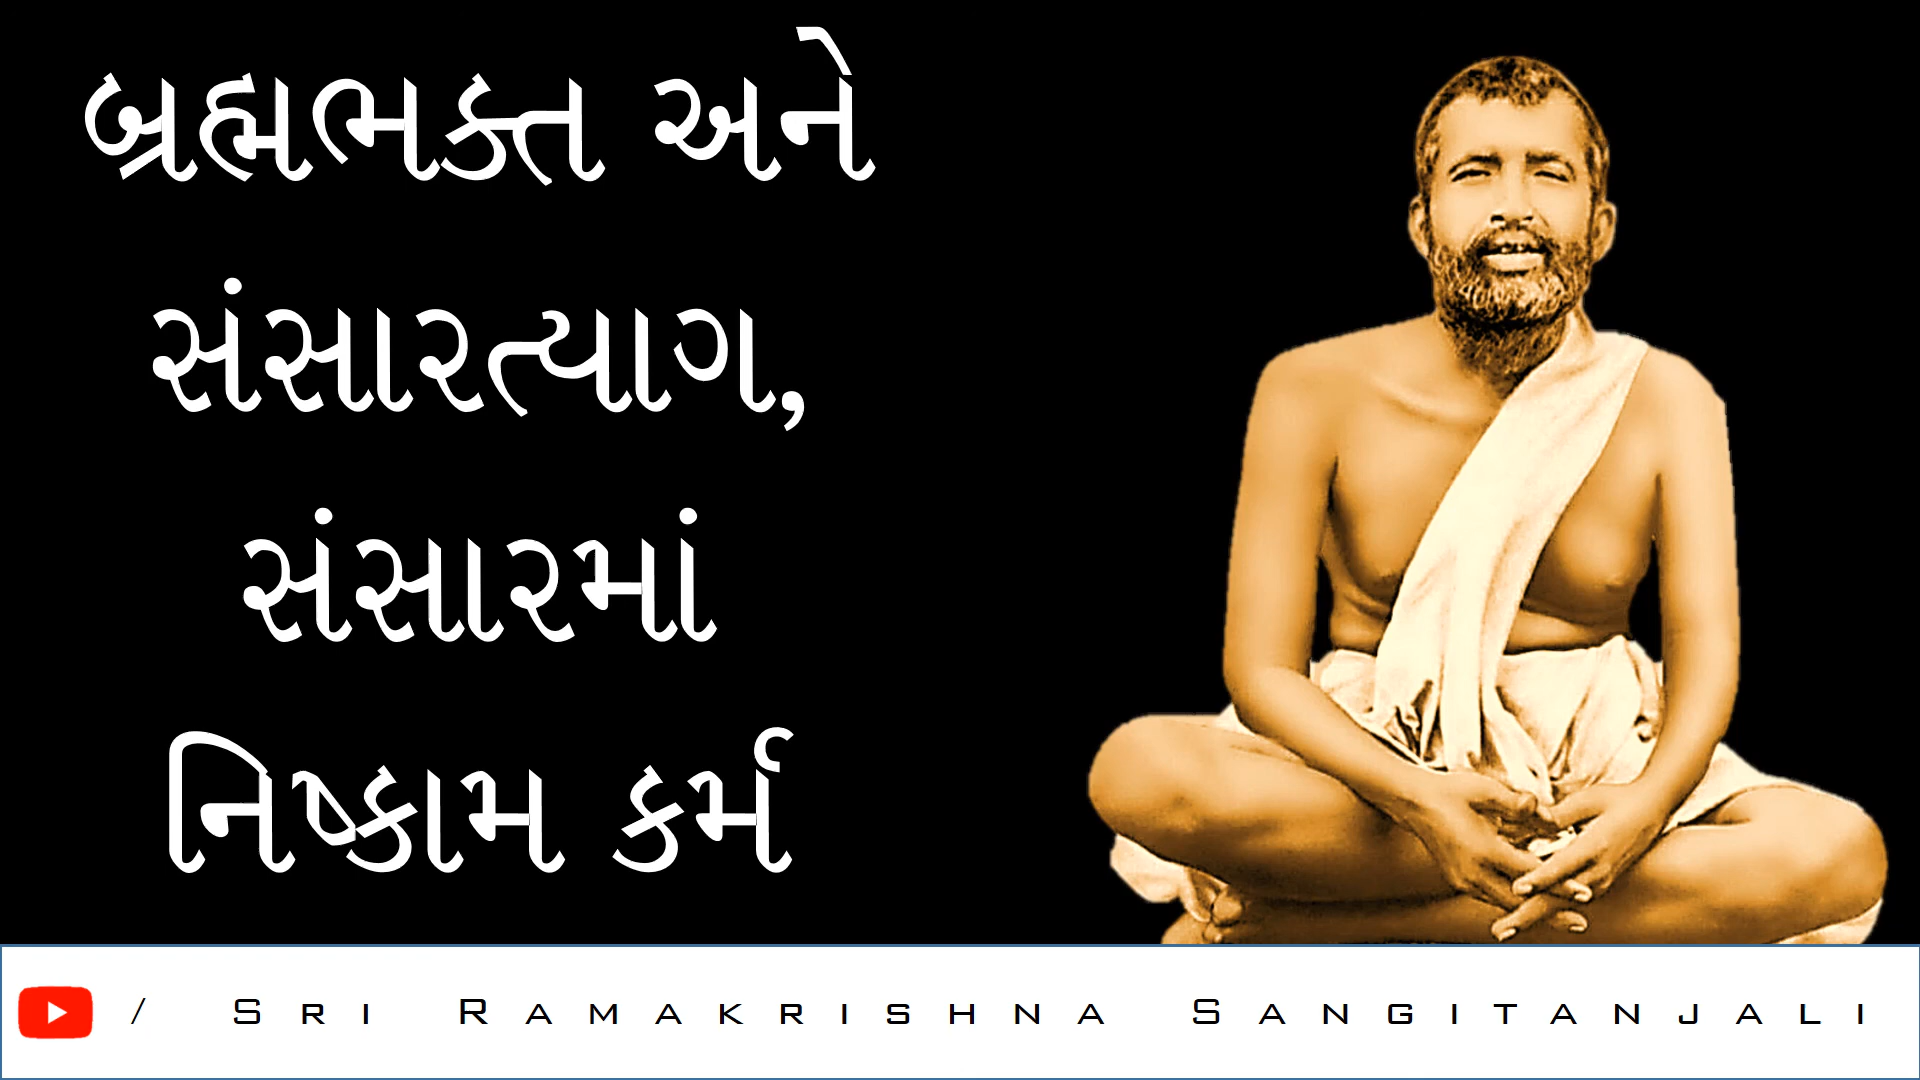 બ્રહ્મભક્ત અને
સંસારત્યાગ,
સંસારમાં
નિષ્કામ કર્મ
/ Sri Ramakrishna Sangitanjali